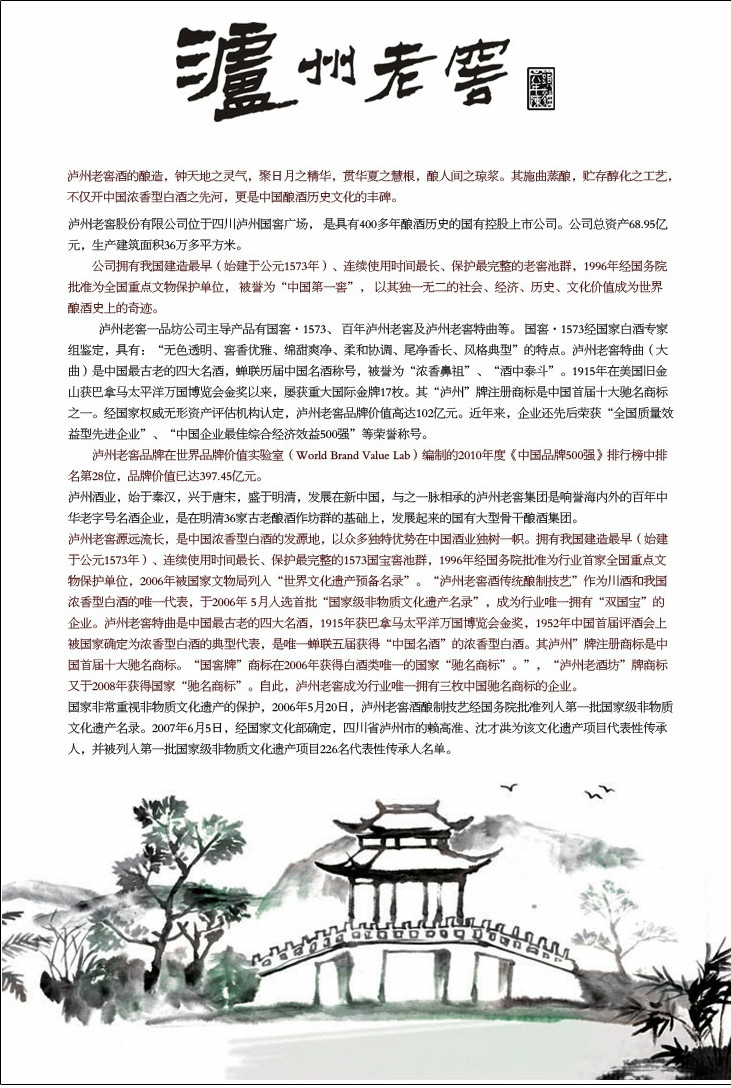 泸州老窖
泸州老窖酒的酿造，钟天地之灵气，聚日月之精华，贯华夏之慧根，酿人间之琼浆。其施曲蒸酿，贮存醇化之工艺，
不仅开中国浓香型白酒之先河，更是中国酿酒历史文化的丰碑。
泸州老窖股份有限公司位于四川泸州国窖广场， 是具有400多年酿酒历史的国有控股上市公司。公司总资产68.95亿
元，生产建筑面积36万多平方米。
公司拥有我国建造最早（始建于公元1573年）、连续使用时间最长、保护最完整的老窖池群，1996年经国务院
批准为全国重点文物保护单位， 被誉为“中国第一窖”， 以其独一无二的社会、经济、历史、文化价值成为世界
酿酒史上的奇迹。
泸州老窖一品坊公司主导产品有国窖·1573、 百年泸州老窖及泸州老窖特曲等。 国窖·1573经国家白酒专家
组鉴定，具有：“无色透明、窖香优雅、绵甜爽净、柔和协调、尾净香长、风格典型”的特点。泸州老窖特曲（大
曲）是中国最古老的四大名酒，蝉联历届中国名酒称号，被誉为“浓香鼻祖”、“酒中泰斗”。1915年在美国旧金
山获巴拿马太平洋万国博览会金奖以来，屡获重大国际金牌17枚。其“泸州”牌注册商标是中国首届十大驰名商标
之一。经国家权威无形资产评估机构认定，泸州老窖品牌价值高达102亿元。近年来，企业还先后荣获“全国质量效
益型先进企业”、“中国企业最佳综合经济效益500强”等荣誉称号。
泸州老窖品牌在世界品牌价值实验室（World Brand Value Lab）编制的2010年度《中国品牌500强》排行榜中排
名第28位，品牌价值已达397.45亿元。
泸州酒业，始于秦汉，兴于唐宋，盛于明清，发展在新中国，与之一脉相承的泸州老窖集团是响誉海内外的百年中
华老字号名酒企业，是在明清36家古老酿酒作坊群的基础上，发展起来的国有大型骨干酿酒集团。
泸州老窖源远流长，是中国浓香型白酒的发源地，以众多独特优势在中国酒业独树一帜。拥有我国建造最早（始建
于公元1573年）、连续使用时间最长、保护最完整的1573国宝窖池群，1996年经国务院批准为行业首家全国重点文
物保护单位，2006年被国家文物局列入“世界文化遗产预备名录”。“泸州老窖酒传统酿制技艺”作为川酒和我国
浓香型白酒的唯一代表，于2006年 5月入选首批“国家级非物质文化遗产名录”，成为行业唯一拥有“双国宝”的
企业。泸州老窖特曲是中国最古老的四大名酒，1915年获巴拿马太平洋万国博览会金奖，1952年中国首届评酒会上
被国家确定为浓香型白酒的典型代表，是唯一蝉联五届获得“中国名酒”的浓香型白酒。其泸州”牌注册商标是中
国首届十大驰名商标。“国窖牌”商标在2006年获得白酒类唯一的国家“驰名商标”。”，“泸州老酒坊”牌商标
又于2008年获得国家“驰名商标”。自此，泸州老窖成为行业唯一拥有三枚中国驰名商标的企业。
国家非常重视非物质文化遗产的保护，2006年5月20日，泸州老窖酒酿制技艺经国务院批准列入第一批国家级非物质
文化遗产名录。2007年6月5日，经国家文化部确定，四川省泸州市的赖高淮、沈才洪为该文化遗产项目代表性传承
人，并被列入第一批国家级非物质文化遗产项目226名代表性传承人名单。